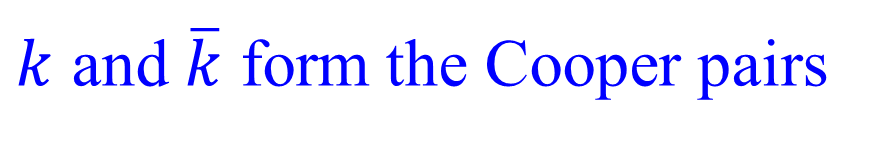 k and k̅ form the Cooper pairs